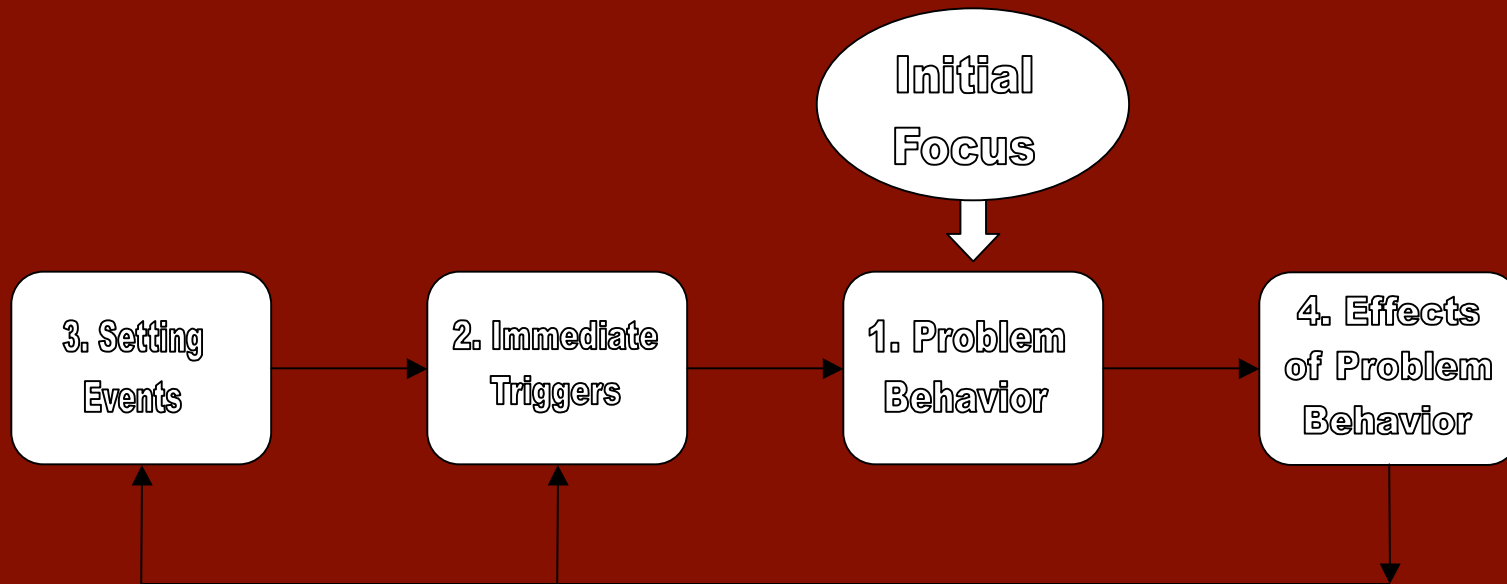 Initial
Focus
3. Setting
Events
2. Immediate
Triggers
1. Problem
Behavior
4. Effects
of Problem
Behavior